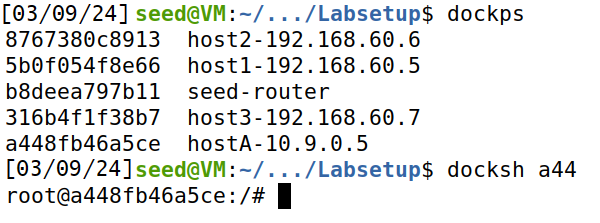 [03/09/24]seed@VM:~/.../Labsetup$ dockps
8767380c8913  host2-192.168.60.6
5b0f054f8e66  host1-192.168.60.5
b8deea797b11  seed-router
316b4f1f38b7  host3-192.168.60.7
a448fb46a5ce  hostA-10.9.0.5
[03/09/24]seed@VM:~/.../Labsetup$ docksh a44
root@a448fb46a5ce:/#